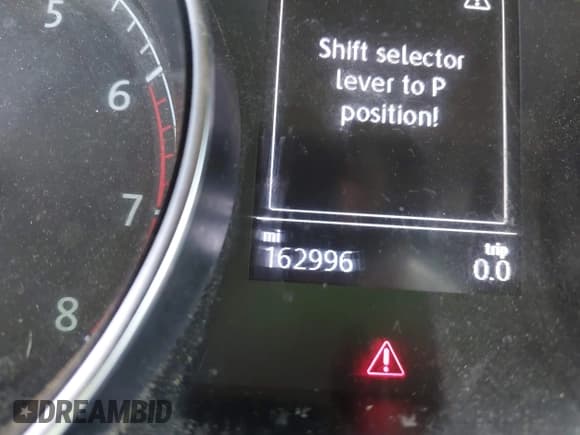 5
6
7
8
Shift selector
lever to P
position!
mi
trip
162996
0.0
DREAMBID